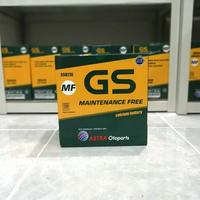 MF
GS
MAINTENANCE FREE
calcium battery
ASTRA Otoparts